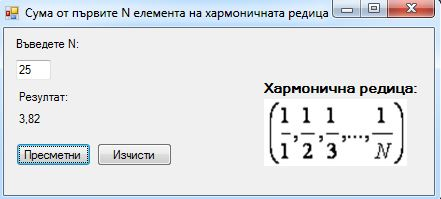 Сума от първите N елемента на хармоничната редица
Въведете N:
25
Резултат:
3,82
Пресметни Изчисти
Хармонична редица:
(1/1, 1/2, 1/3, ..., 1/N)